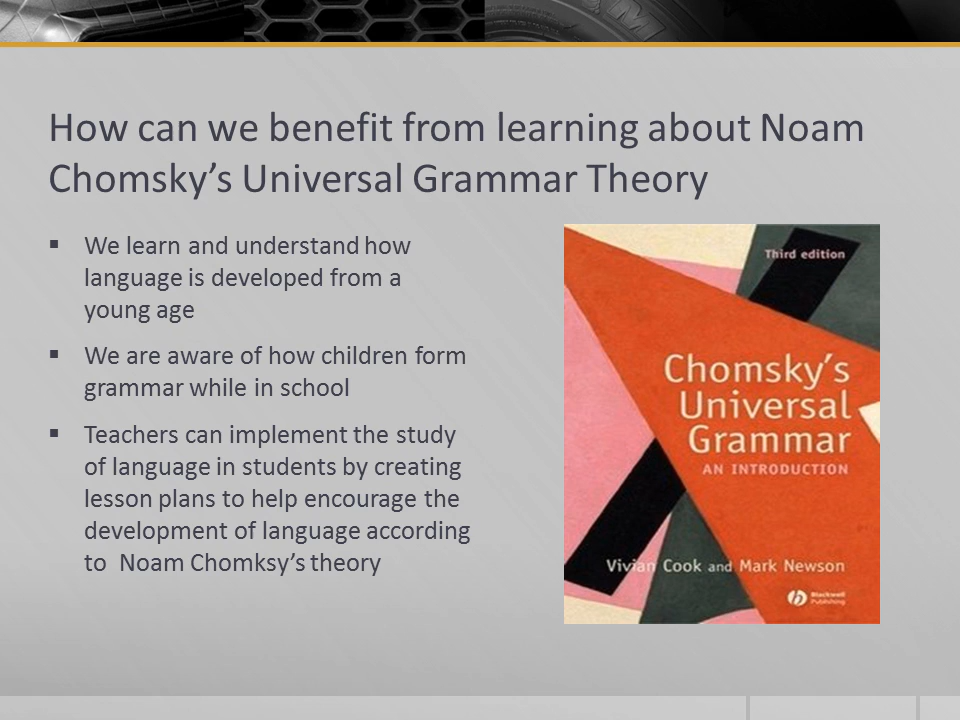 How can we benefit from learning about Noam
Chomsky’s Universal Grammar Theory
▪ We learn and understand how
language is developed from a
young age
▪ We are aware of how children form
grammar while in school
▪ Teachers can implement the study
of language in students by creating
lesson plans to help encourage the
development of language according
to  Noam Chomksy’s theory
Third edition
Chomsky’s
Universal
Grammar
AN INTRODUCTION
Vivian Cook and Mark Newson
Blackwell
Publishing